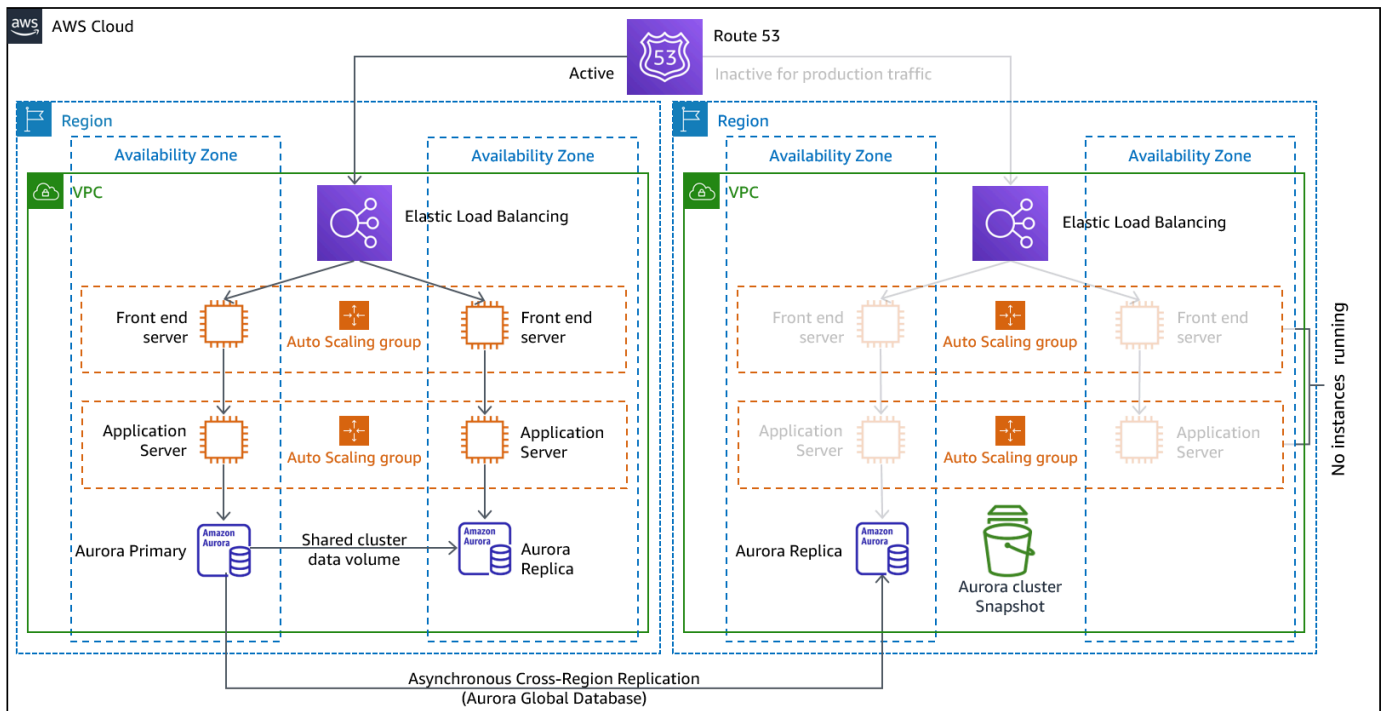 aws
AWS Cloud
Route 53
53
Active
Inactive for production traffic
Region
Availability Zone
Availability Zone
VPC
Elastic Load Balancing
Front end
server
Auto Scaling group
Front end
server
Application
Server
Auto Scaling group
Application
Server
Aurora Primary
Amazon
Aurora
Shared cluster
data volume
Amazon
Aurora
Aurora
Replica
Region
Availability Zone
Availability Zone
VPC
Elastic Load Balancing
Front end
server
Auto Scaling group
Front end
server
Application
Server
Auto Scaling group
Application
Server
No instances running
Aurora Replica
Amazon
Aurora
Aurora cluster
Snapshot
Asynchronous Cross-Region Replication
(Aurora Global Database)